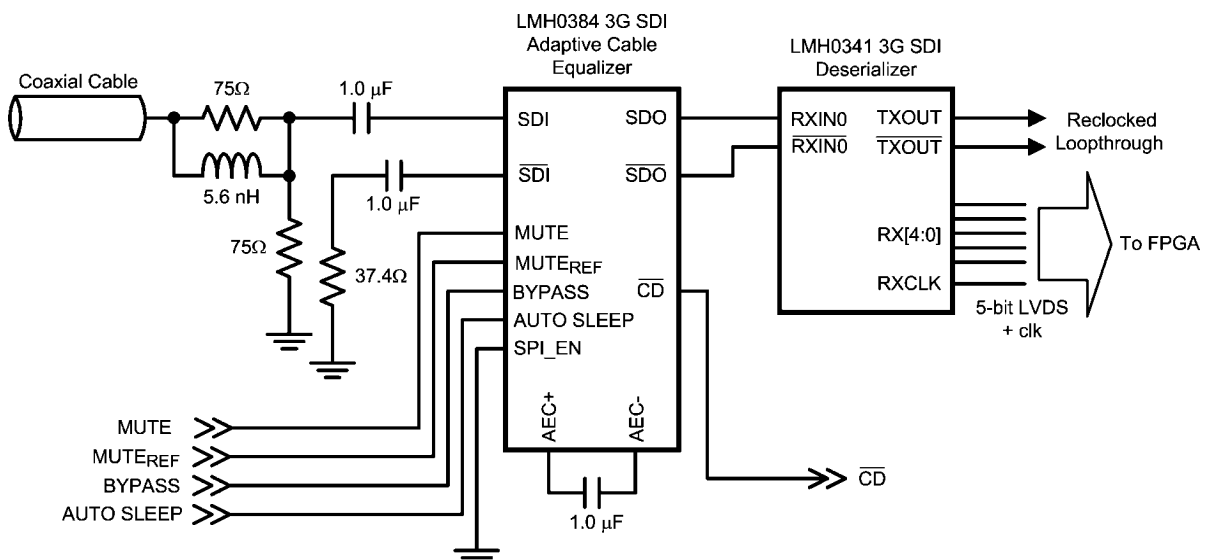 LMH0384 3G SDI
Adaptive Cable
Equalizer
LMH0341 3G SDI
Deserializer
Coaxial Cable
75Ω
1.0 µF
5.6 nH
1.0 µF
75Ω
37.4Ω
SDI
SDI
MUTE
MUTEREF
BYPASS
AUTO SLEEP
SPI_EN
AEC+
AEC-
SDO
SDO
CD
RXIN0
RXIN0
TXOUT
TXOUT
RX[4:0]
RXCLK
Reclocked
Loopthrough
To FPGA
5-bit LVDS
+ clk
MUTE
MUTEREF
BYPASS
AUTO SLEEP
1.0 µF
CD